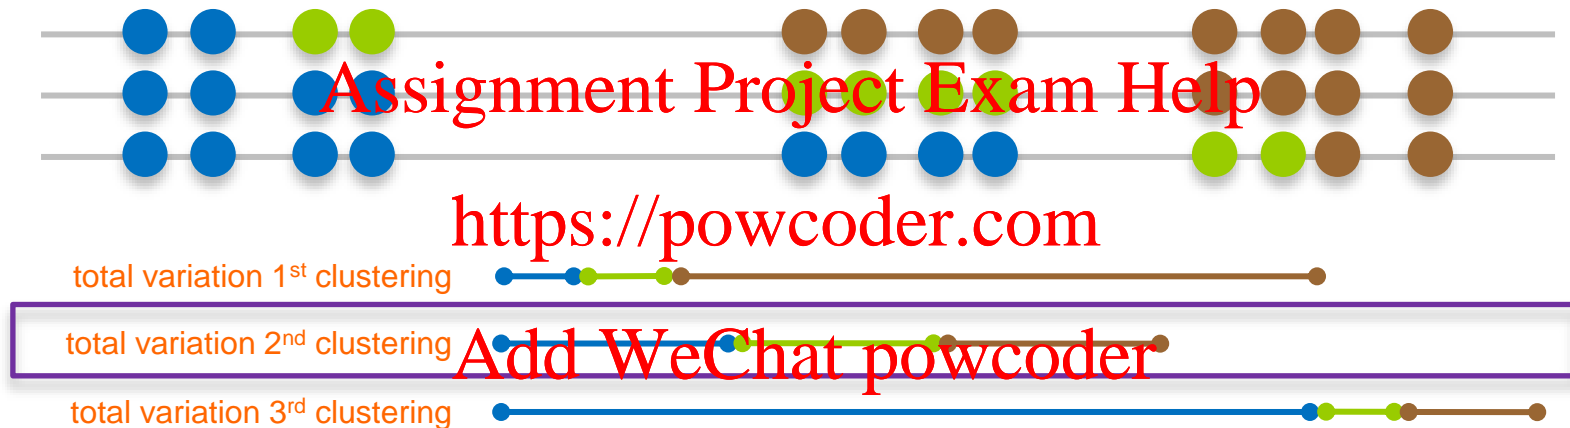 Assignment Project Exam Help
https://powcoder.com
total variation 1st clustering
total variation 2nd clustering
Add WeChat powcoder
total variation 3rd clustering